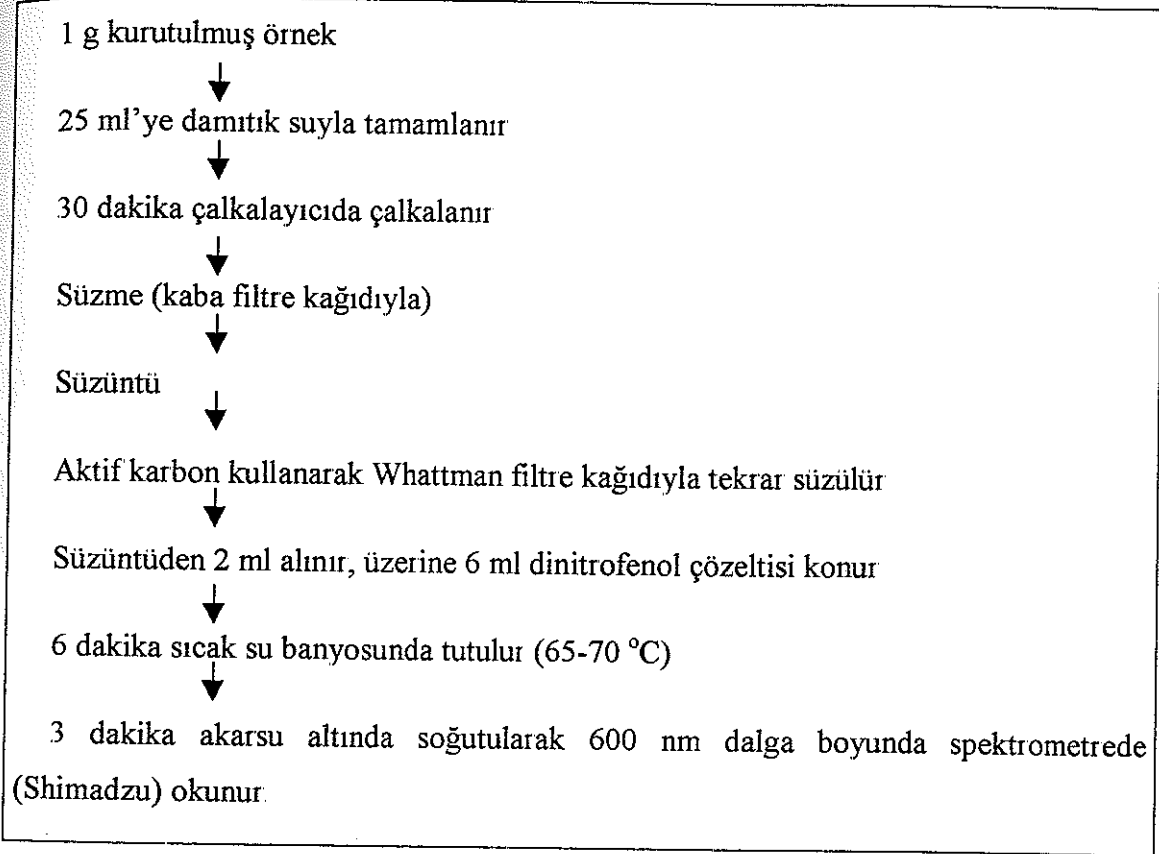 1 g kurutulmuş örnek
25 ml'ye damıtık suyla tamamlanır
30 dakika çalkalayıcıda çalkalanır
Süzme (kaba filtre kağıdıyla)
Süzüntü
Aktif karbon kullanarak Whattman filtre kağıdıyla tekrar süzülür
Süzüntüden 2 ml alınır, üzerine 6 ml dinitrofenol çözeltisi konur
6 dakika sıcak su banyosunda tutulur (65-70 °C)
3 dakika akarsu altında soğutularak 600 nm dalga boyunda spektrometrede
(Shimadzu) okunur.